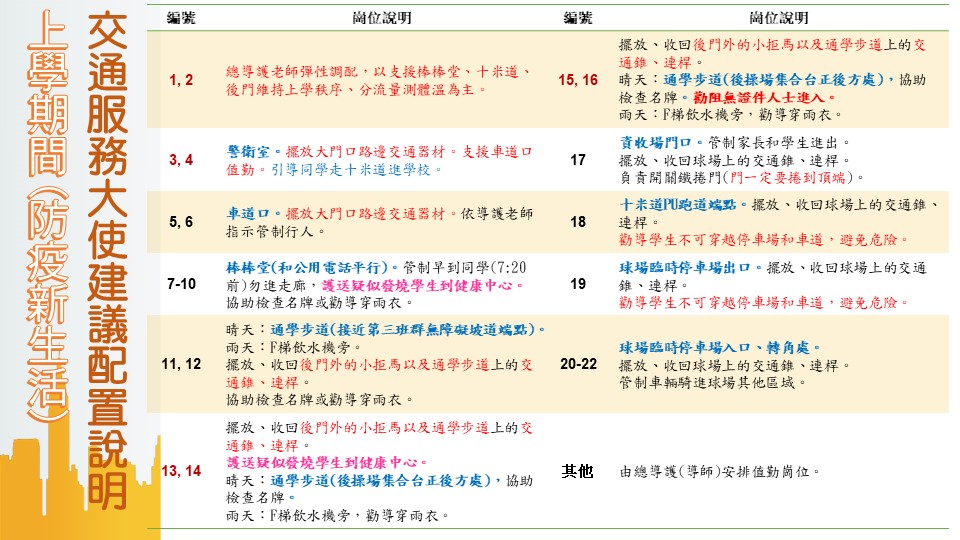 交通服務大使建議配置說明
上學期間(防疫新生活)
編號 崗位說明 編號 崗位說明
1, 2
總導護老師彈性調配，以支援棒棒堂、十米道、
後門維持上學秩序、分流量測體溫為主。
15, 16
擺放、收回後門外的小拒馬以及通學步道上的交
通錐、連桿。
晴天：通學步道(後操場集合台正後方處)，協助
檢查名牌。勸阻無證件人士進入。
雨天：F梯飲水機旁，勸導穿雨衣。
3, 4
警衛室。擺放大門口路邊交通器材。支援車道口
值勤。引導同學走十米道進學校。
17
資收場門口。管制家長和學生進出。
擺放、收回球場上的交通錐、連桿。
負責開關鐵捲門(門一定要捲到頂端)。
5, 6
車道口。擺放大門口路邊交通器材。依導護老師
指示管制行人。
18
十米道PU跑道端點。擺放、收回球場上的交通錐、
連桿。
勸導學生不可穿越停車場和車道，避免危險。
7-10
棒棒堂(和公用電話平行)。管制早到同學(7:20
前)勿進走廊，護送疑似發燒學生到健康中心。
協助檢查名牌或勸導穿雨衣。
19
球場臨時停車場出口。擺放、收回球場上的交通
錐、連桿。
勸導學生不可穿越停車場和車道，避免危險。
11, 12
晴天：通學步道(接近第三班群無障礙坡道端點)。
雨天：F梯飲水機旁。
擺放、收回後門外的小拒馬以及通學步道上的交
通錐、連桿。
協助檢查名牌或勸導穿雨衣。
20-22
球場臨時停車場入口、轉角處。
擺放、收回球場上的交通錐、連桿。
管制車輛騎進球場其他區域。
13, 14
擺放、收回後門外的小拒馬以及通學步道上的交
通錐、連桿。
護送疑似發燒學生到健康中心。
晴天：通學步道(後操場集合台正後方處)，協助
檢查名牌。
雨天：F梯飲水機旁，勸導穿雨衣。
其他
由總導護(導師)安排值勤崗位。